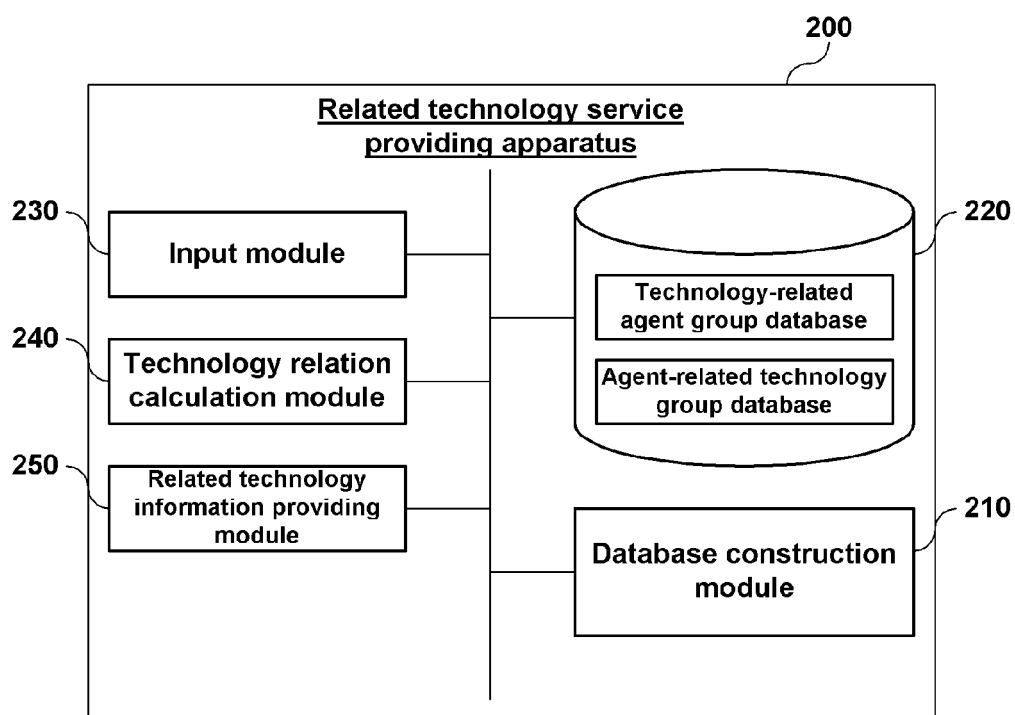 200
Related technology service
providing apparatus
230
Input module
240
Technology relation
calculation module
250
Related technology
information providing
module
220
Technology-related
agent group database
Agent-related technology
group database
210
Database construction
module